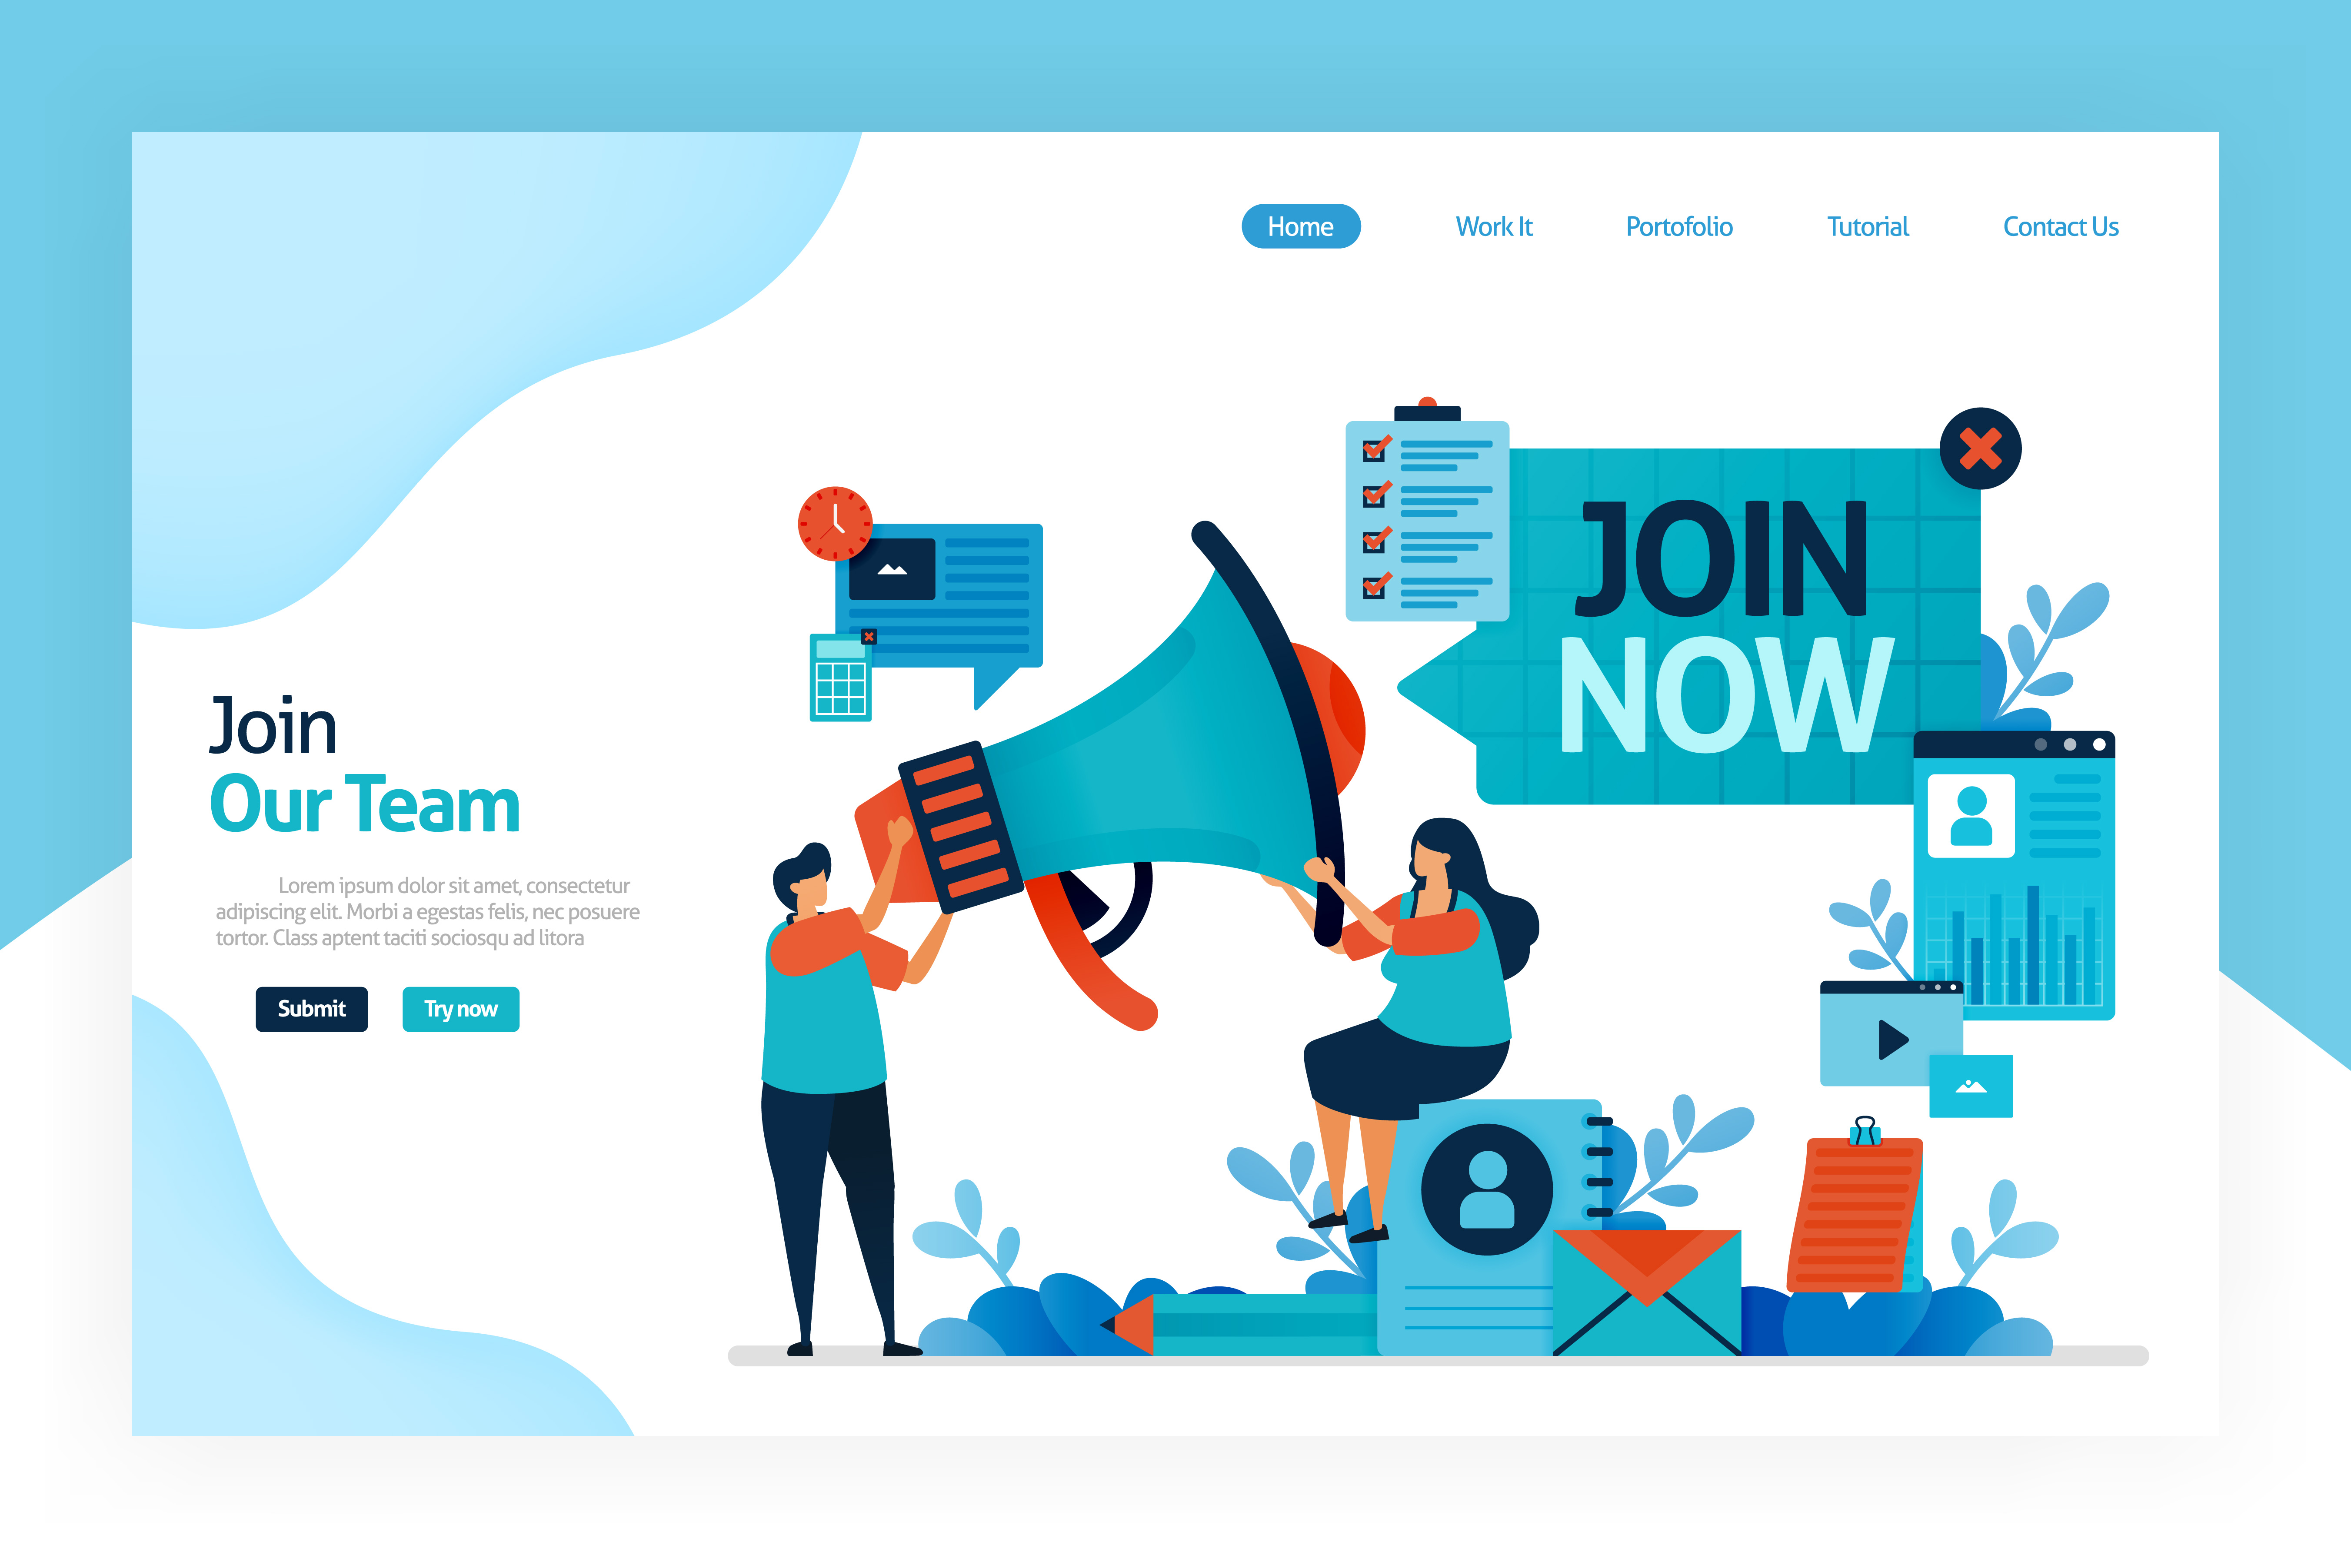 Home Work It Portofolio Tutorial Contact Us
JOIN
NOW
Join
Our Team
Lorem ipsum dolor sit amet, consectetur
adipiscing elit. Morbi a egestas felis, nec posuere
tortor. Class aptent taciti sociosqu ad litora
Submit Try now